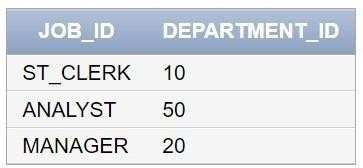 JOB_ID DEPARTMENT_ID
ST_CLERK 10
ANALYST 50
MANAGER 20